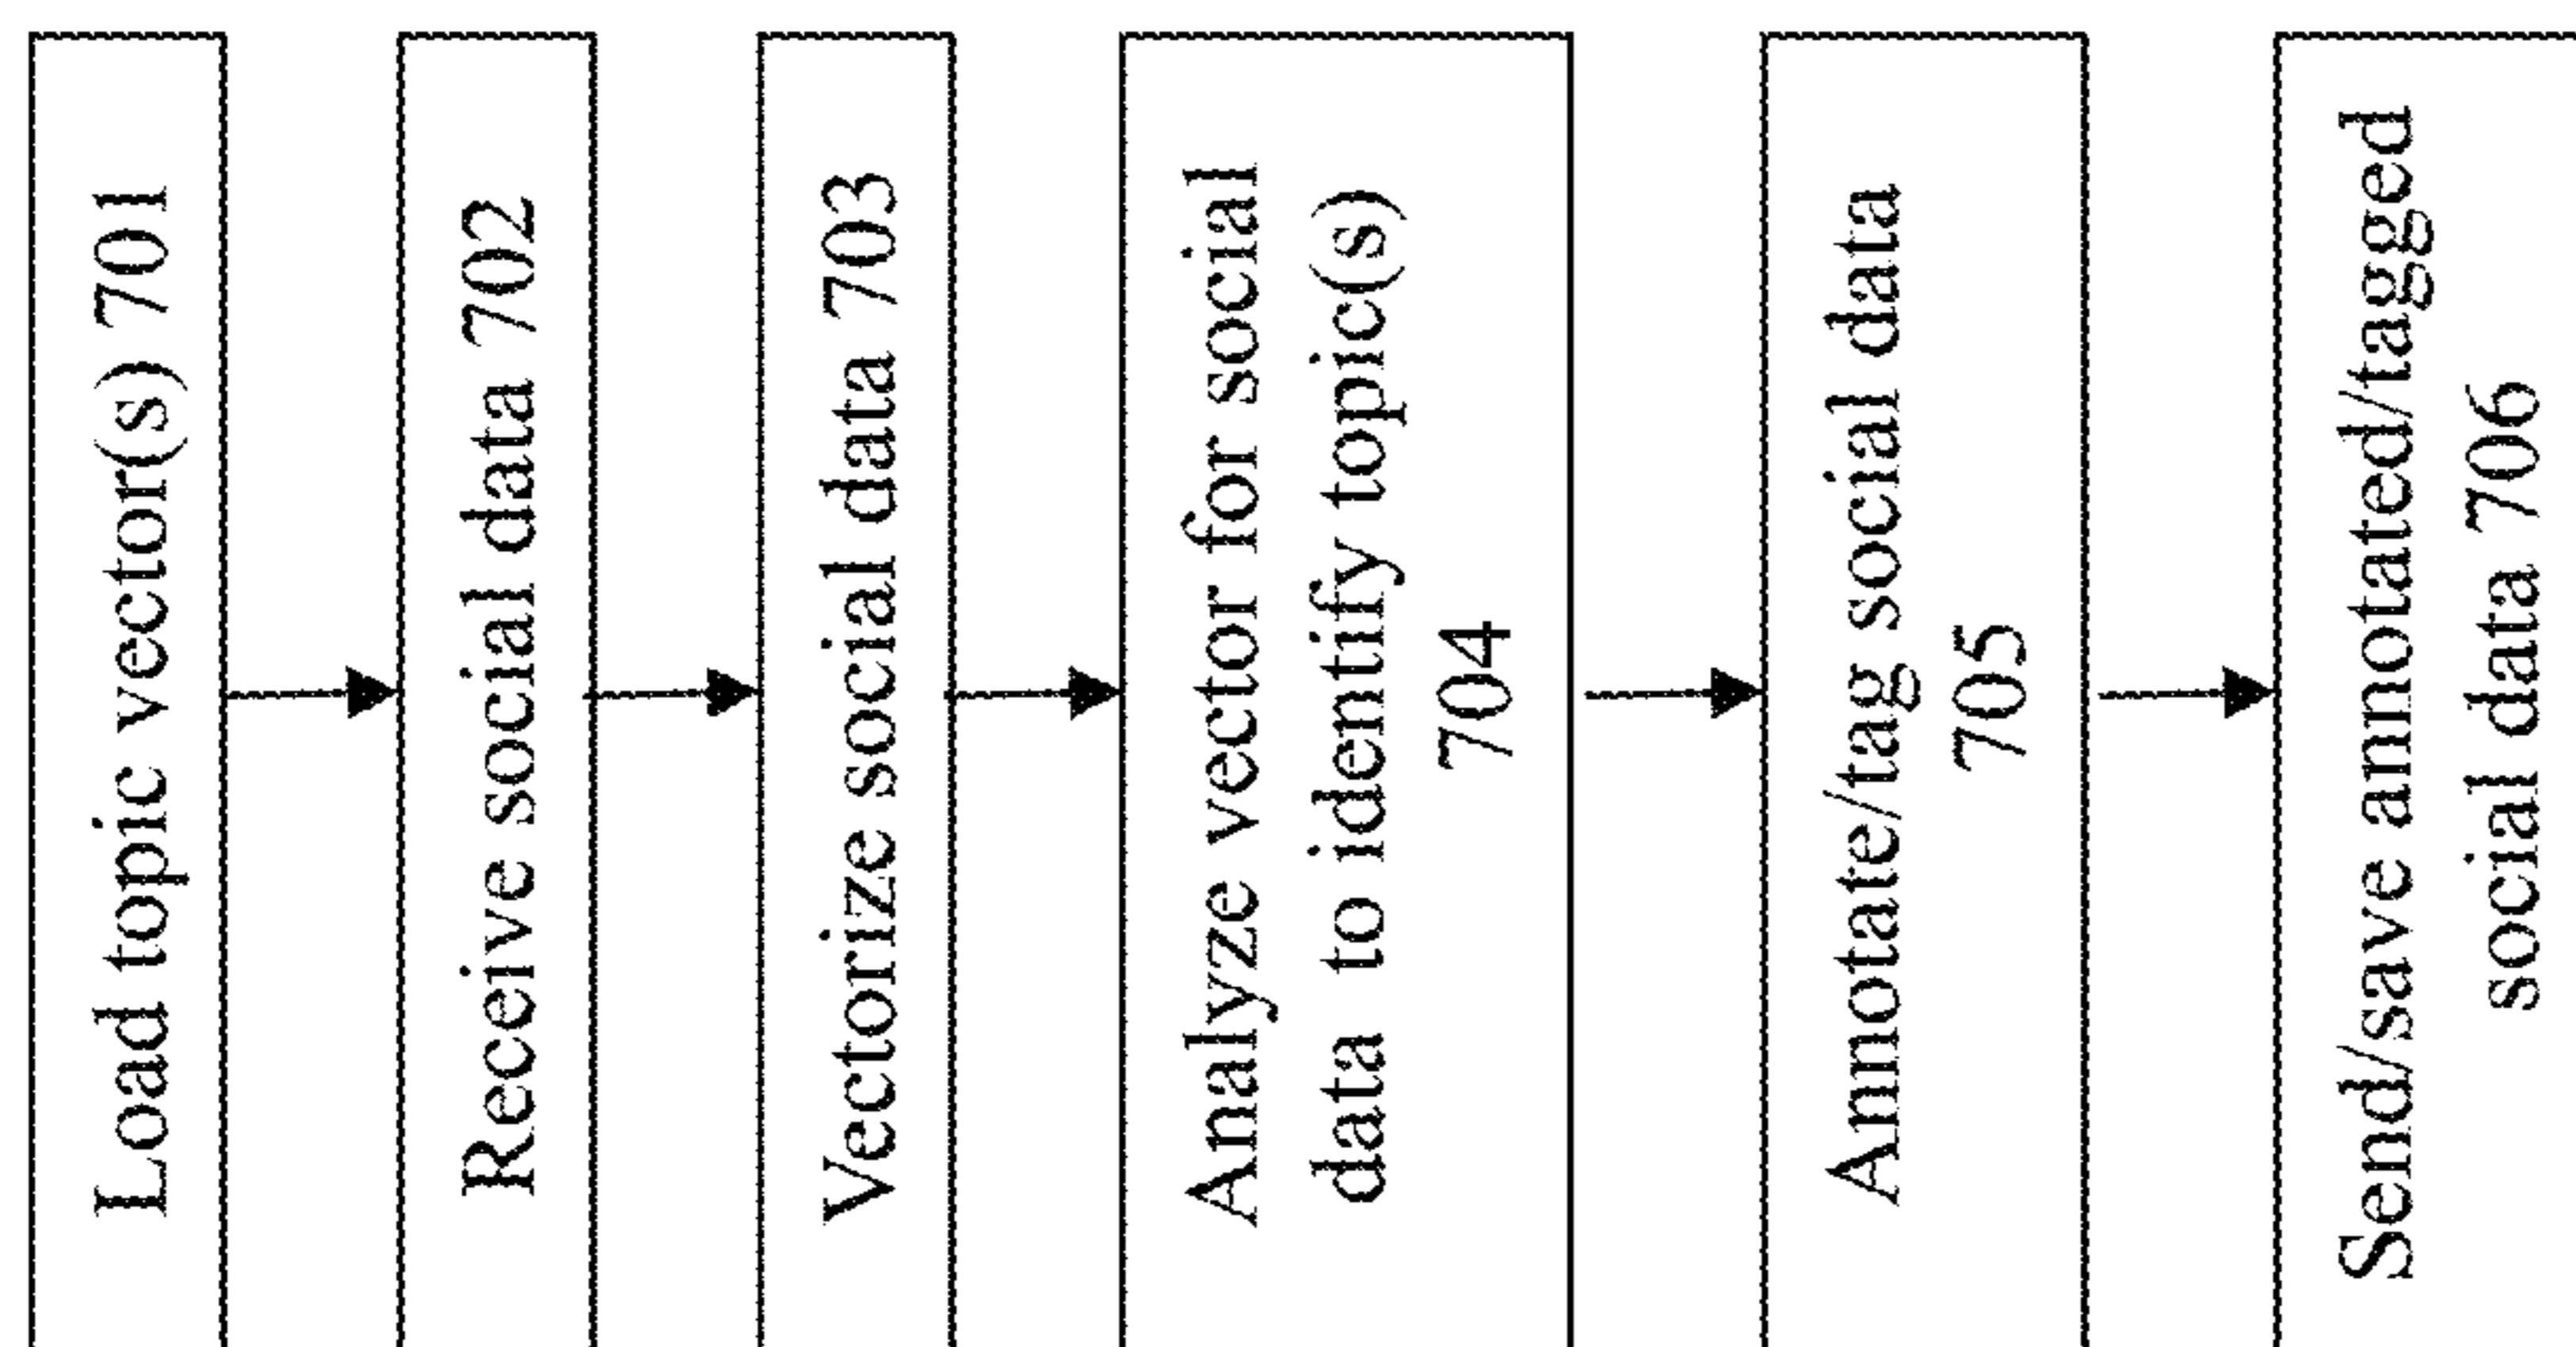 Load topic vector(s) 701
Receive social data 702
Vectorize social data 703
Analyze vector for social
data to identify topic(s)
704
Annotate/tag social data
705
Send/save annotated/tagged
social data 706